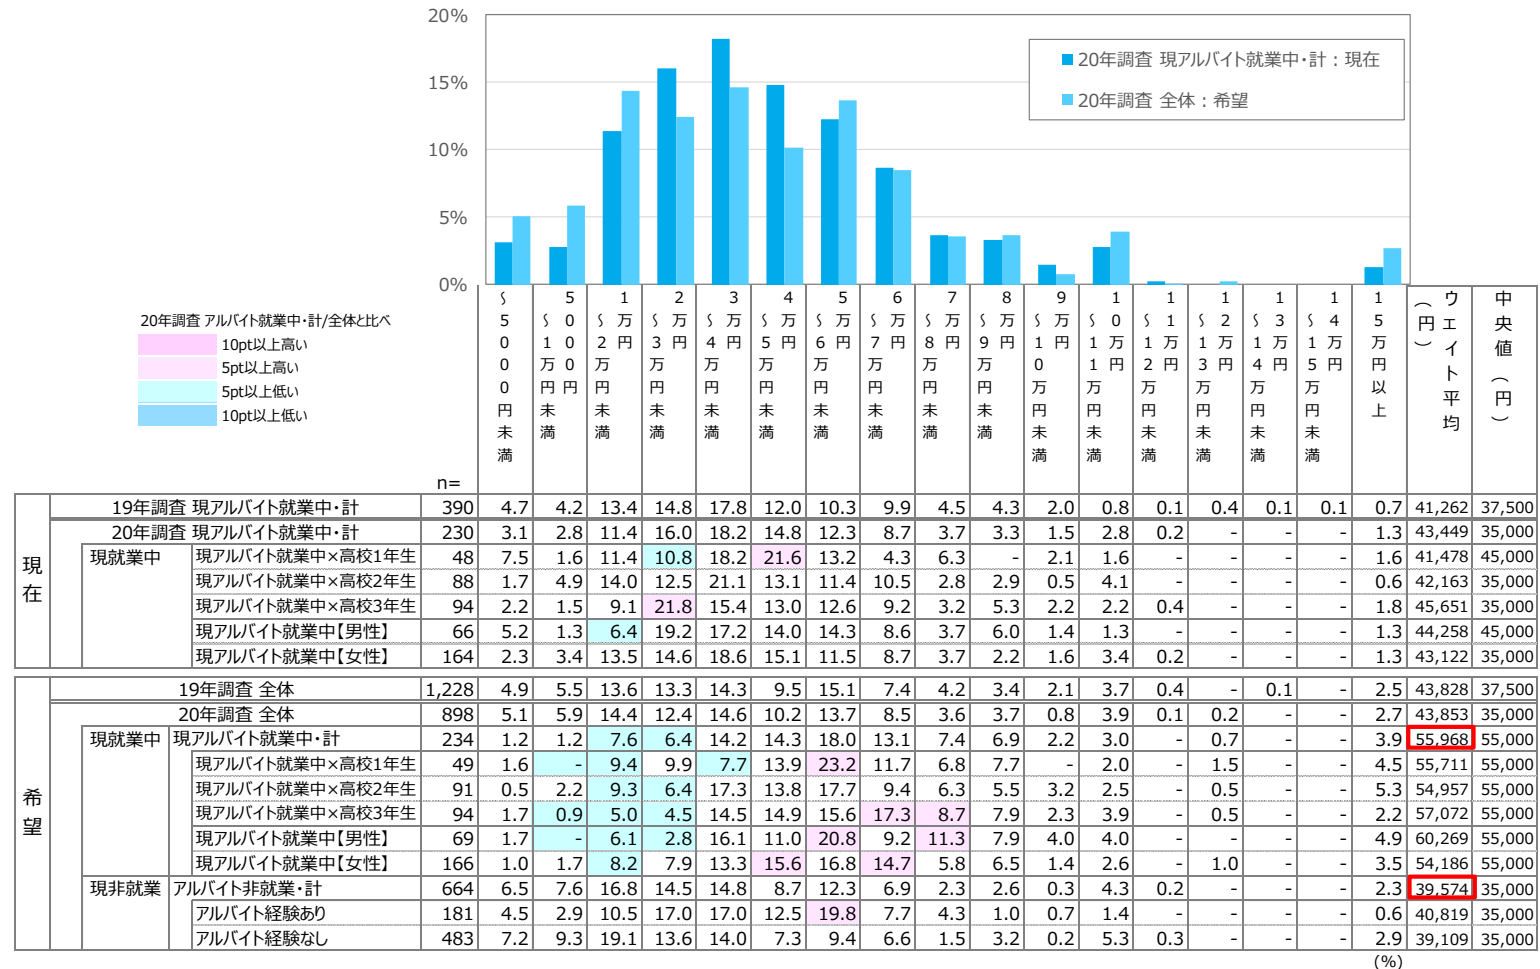 20%
15%
10%
5%
0%
■ 20年調査 現アルバイト就業中・計：現在
■ 20年調査 全体：希望
20年調査 アルバイト就業中・計/全体と比べ
10pt以上高い
5pt以上高い
5pt以上低い
10pt以上低い
～5000円未満
5000円～1万円未満
1万円～2万円未満
2万円～3万円未満
3万円～4万円未満
4万円～5万円未満
5万円～6万円未満
6万円～7万円未満
7万円～8万円未満
8万円～9万円未満
9万円～10万円未満
10万円～11万円未満
11万円～12万円未満
12万円～13万円未満
13万円～14万円未満
14万円～15万円未満
15万円以上
ウェイト平均（円）
中央値（円）
n=
現在
19年調査 現アルバイト就業中・計 390 4.7 4.2 13.4 14.8 17.8 12.0 10.3 9.9 4.5 4.3 2.0 0.8 0.1 0.4 0.1 0.1 0.7 41,262 37,500
20年調査 現アルバイト就業中・計 230 3.1 2.8 11.4 16.0 18.2 14.8 12.3 8.7 3.7 3.3 1.5 2.8 0.2 - - - 1.3 43,449 35,000
現就業中 現アルバイト就業中×高校1年生 48 7.5 1.6 11.4 10.8 18.2 21.6 13.2 4.3 6.3 - 2.1 1.6 - - - - 1.6 41,478 45,000
現アルバイト就業中×高校2年生 88 1.7 4.9 14.0 12.5 21.1 13.1 11.4 10.5 2.8 2.9 0.5 4.1 - - - - 0.6 42,163 35,000
現アルバイト就業中×高校3年生 94 2.2 1.5 9.1 21.8 15.4 13.0 12.6 9.2 3.2 5.3 2.2 2.2 0.4 - - - 1.8 45,651 35,000
現アルバイト就業中【男性】 66 5.2 1.3 6.4 19.2 17.2 14.0 14.3 8.6 3.7 6.0 1.4 1.3 - - - - 1.3 44,258 45,000
現アルバイト就業中【女性】 164 2.3 3.4 13.5 14.6 18.6 15.1 11.5 8.7 3.7 2.2 1.6 3.4 0.2 - - - 1.3 43,122 35,000
希望
19年調査 全体 1,228 4.9 5.5 13.6 13.3 14.3 9.5 15.1 7.4 4.2 3.4 2.1 3.7 0.4 - 0.1 - 2.5 43,828 37,500
20年調査 全体 898 5.1 5.9 14.4 12.4 14.6 10.2 13.7 8.5 3.6 3.7 0.8 3.9 0.1 0.2 - - 2.7 43,853 35,000
現就業中 現アルバイト就業中・計 234 1.2 1.2 7.6 6.4 14.2 14.3 18.0 13.1 7.4 6.9 2.2 3.0 - 0.7 - - 3.9 55,968 55,000
現アルバイト就業中×高校1年生 49 1.6 - 9.4 9.9 7.7 13.9 23.2 11.7 6.8 7.7 - 2.0 - 1.5 - - 4.5 55,711 55,000
現アルバイト就業中×高校2年生 91 0.5 2.2 9.3 6.4 17.3 13.8 17.7 9.4 6.3 5.5 3.2 2.5 - 0.5 - - 5.3 54,957 55,000
現アルバイト就業中×高校3年生 94 1.7 0.9 5.0 4.5 14.5 14.9 15.6 17.3 8.7 7.9 2.3 3.9 - 0.5 - - 2.2 57,072 55,000
現アルバイト就業中【男性】 69 1.7 - 6.1 2.8 16.1 11.0 20.8 9.2 11.3 7.9 4.0 4.0 - - - - 4.9 60,269 55,000
現アルバイト就業中【女性】 166 1.0 1.7 8.2 7.9 13.3 15.6 16.8 14.7 5.8 6.5 1.4 2.6 - 1.0 - - 3.5 54,186 55,000
現非就業 アルバイト非就業・計 664 6.5 7.6 16.8 14.5 14.8 8.7 12.3 6.9 2.3 2.6 0.3 4.3 0.2 - - - 2.3 39,574 35,000
アルバイト経験あり 181 4.5 2.9 10.5 17.0 17.0 12.5 19.8 7.7 4.3 1.0 0.7 1.4 - - - - 0.6 40,819 35,000
アルバイト経験なし 483 7.2 9.3 19.1 13.6 14.0 7.3 9.4 6.6 1.5 3.2 0.2 5.3 0.3 - - - 2.9 39,109 35,000
(%)